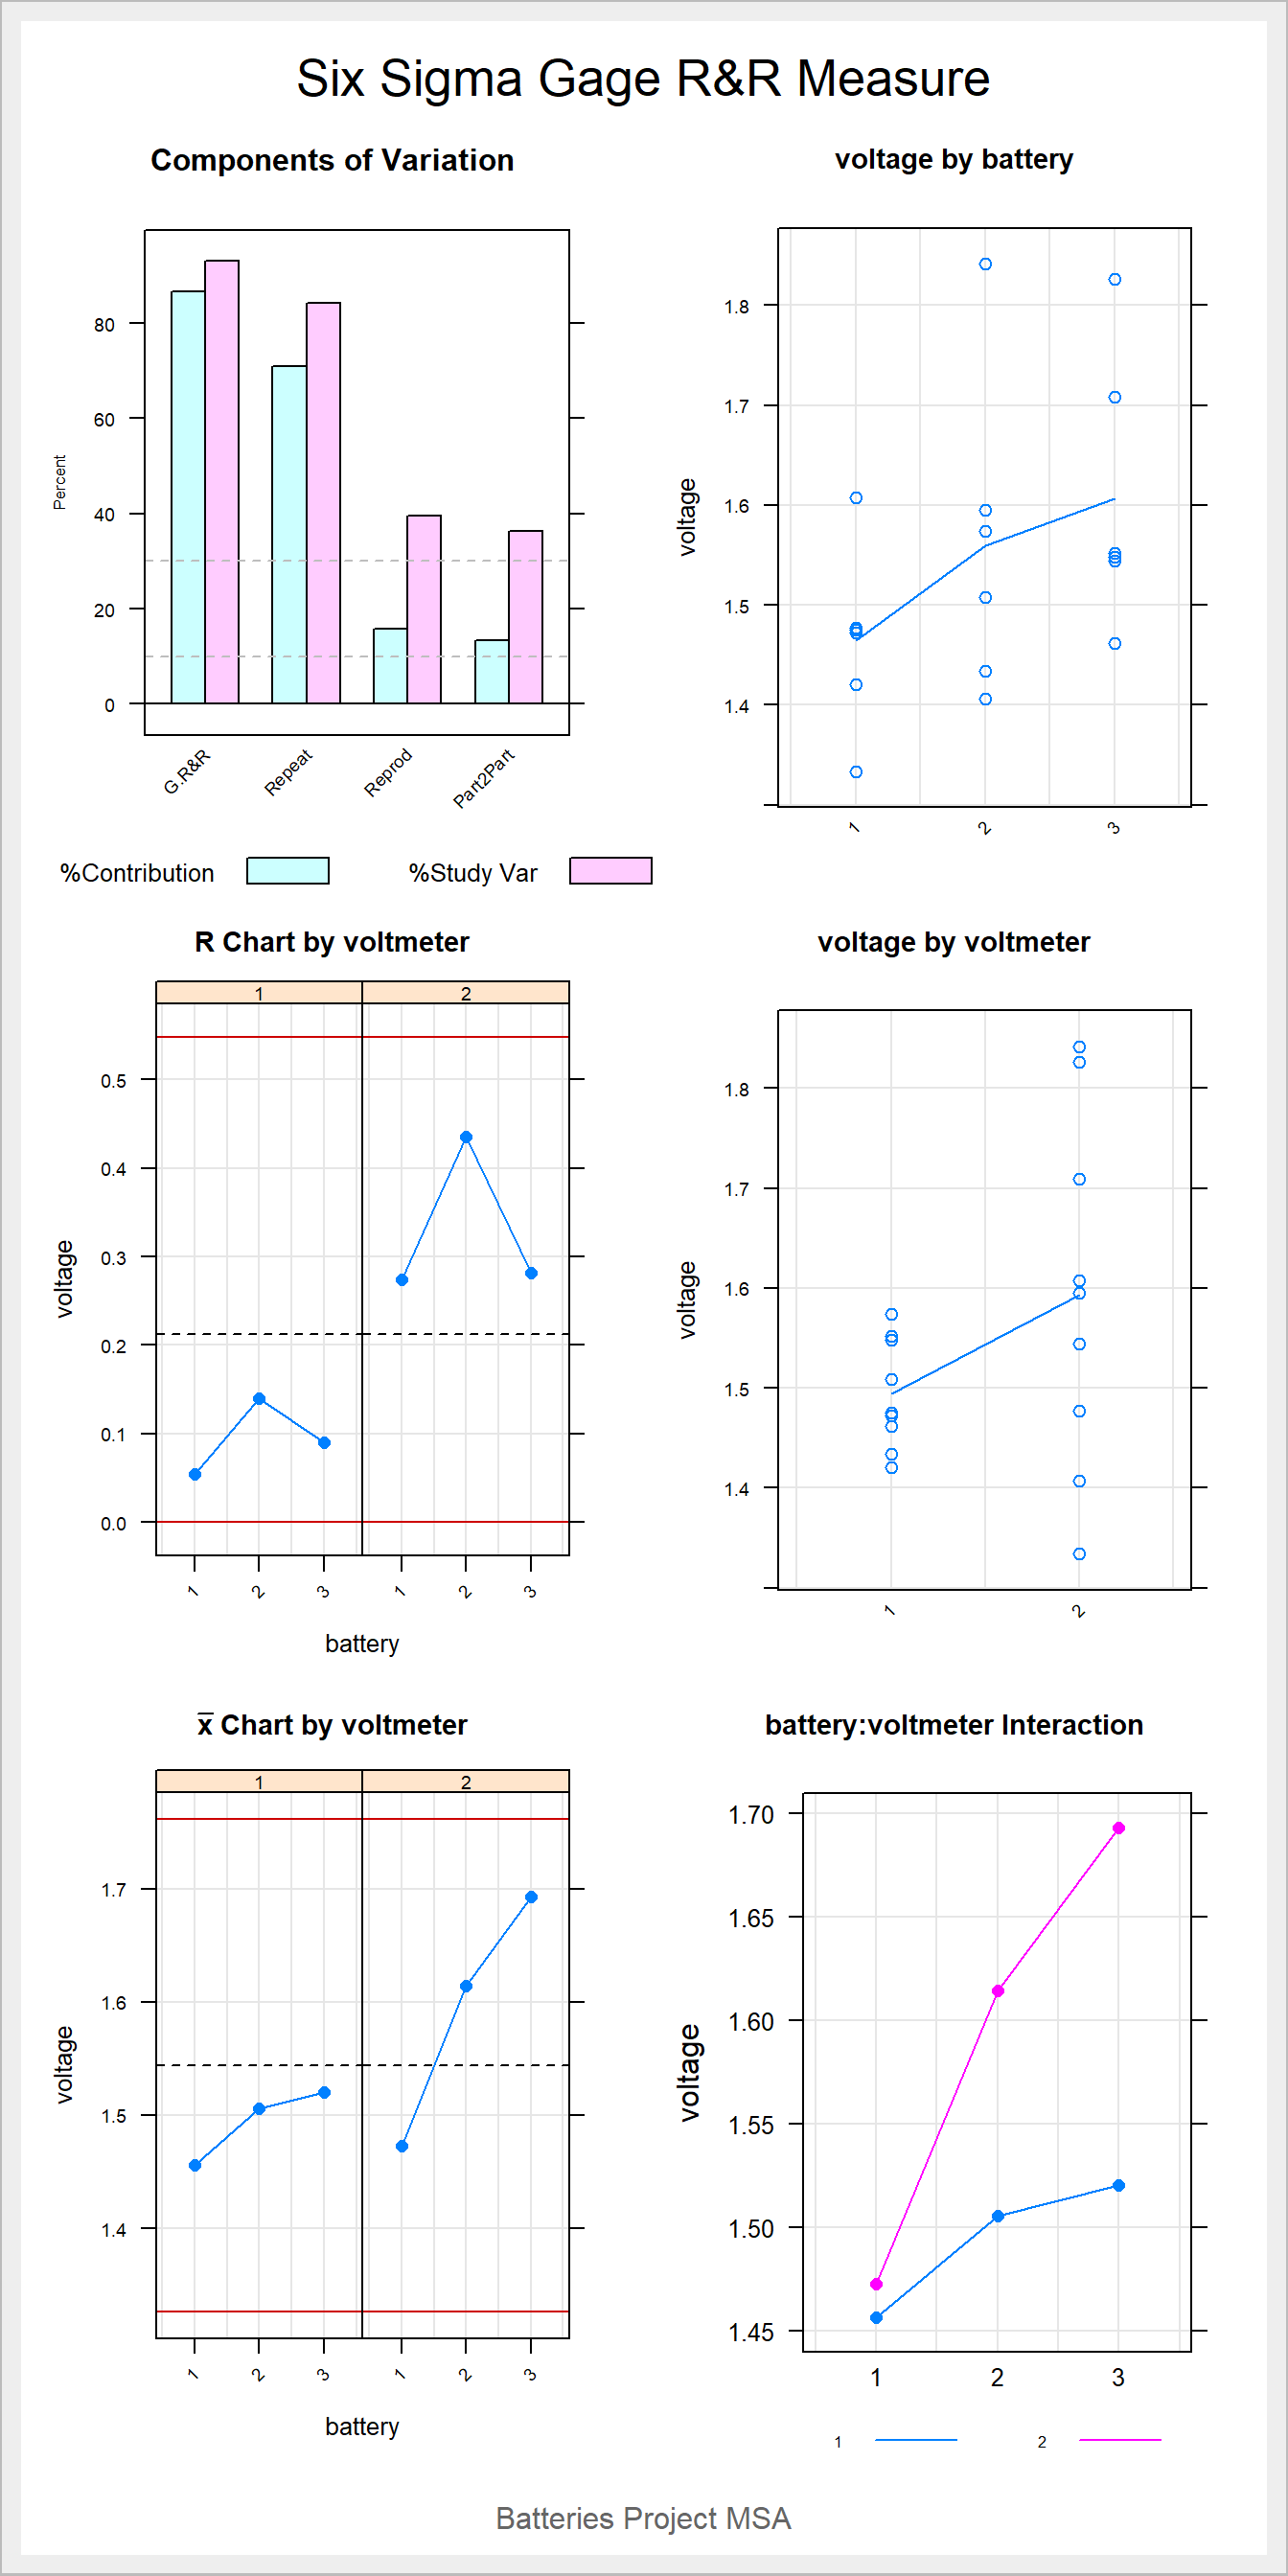 Six Sigma Gage R&R Measure
Components of Variation
Percent
80
60
40
20
0
G.R&R
Repeat
Reprod
Part2Part
%Contribution
%Study Var
voltage by battery
voltage
1.8
1.7
1.6
1.5
1.4
1
2
3
R Chart by voltmeter
1
2
voltage
0.5
0.4
0.3
0.2
0.1
0.0
1
2
3
1
2
3
battery
voltage by voltmeter
voltage
1.8
1.7
1.6
1.5
1.4
1
2
x̅ Chart by voltmeter
1
2
voltage
1.7
1.6
1.5
1.4
1
2
3
1
2
3
battery
battery:voltmeter Interaction
voltage
1.70
1.65
1.60
1.55
1.50
1.45
1
2
3
1
2
Batteries Project MSA